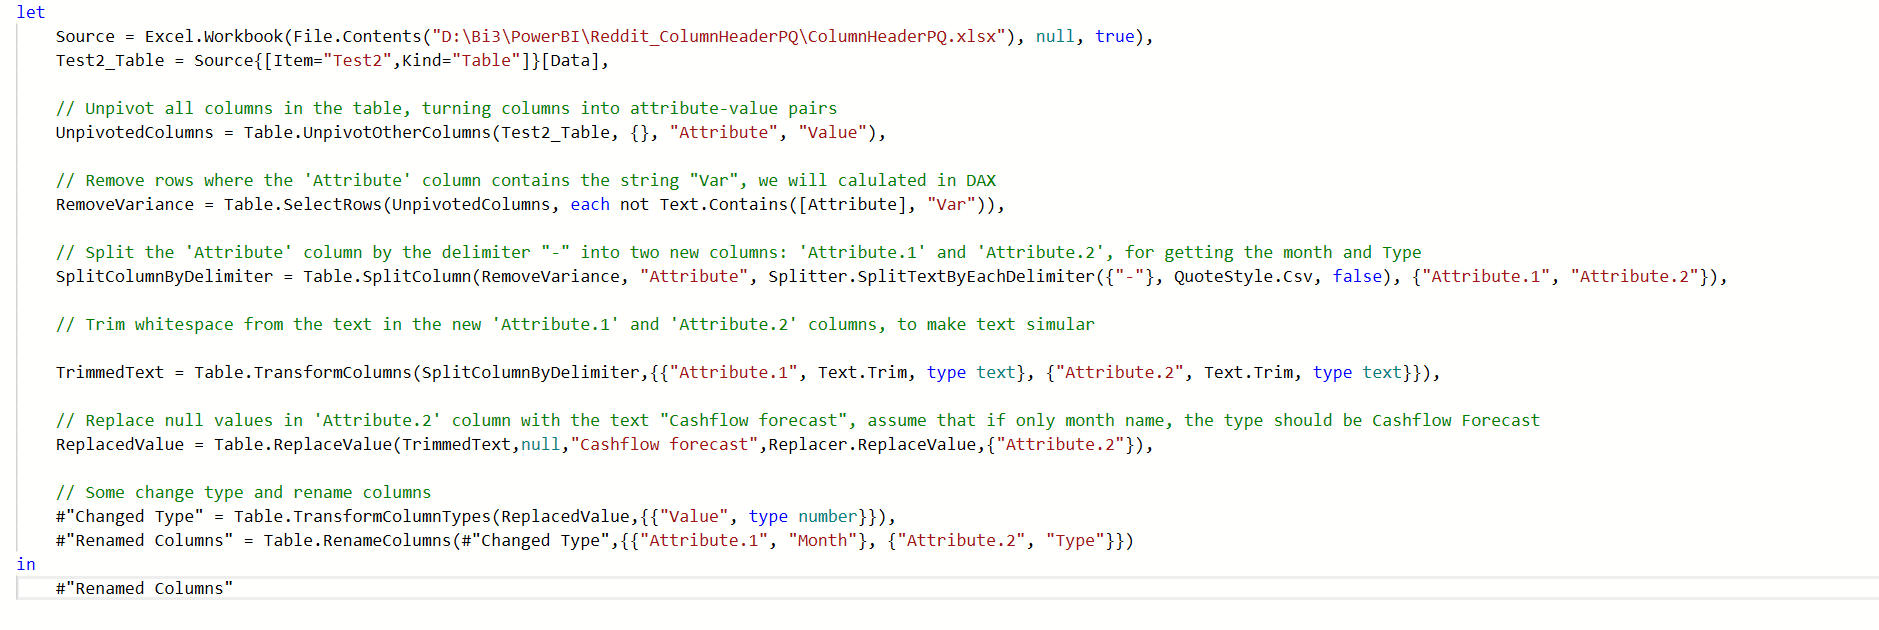 let
Source = Excel.Workbook(File.Contents("D:\Bi3\PowerBI\Reddit_ColumnHeaderPQ\ColumnHeaderPQ.xlsx"), null, true),
Test2_Table = Source{[Item="Test2",Kind="Table"]}[Data],
// Unpivot all columns in the table, turning columns into attribute-value pairs
UnpivotedColumns = Table.UnpivotOtherColumns(Test2_Table, {}, "Attribute", "Value"),
// Remove rows where the 'Attribute' column contains the string "Var", we will calulated in DAX
RemoveVariance = Table.SelectRows(UnpivotedColumns, each not Text.Contains([Attribute], "Var")),
// Split the 'Attribute' column by the delimiter "-" into two new columns: 'Attribute.1' and 'Attribute.2', for getting the month and Type
SplitColumnByDelimiter = Table.SplitColumn(RemoveVariance, "Attribute", Splitter.SplitTextByEachDelimiter({"-"}, QuoteStyle.Csv, false), {"Attribute.1", "Attribute.2"}),
// Trim whitespace from the text in the new 'Attribute.1' and 'Attribute.2' columns, to make text simular
TrimmedText = Table.TransformColumns(SplitColumnByDelimiter,{{"Attribute.1", Text.Trim, type text}, {"Attribute.2", Text.Trim, type text}}),
// Replace null values in 'Attribute.2' column with the text "Cashflow forecast", assume that if only month name, the type should be Cashflow Forecast
ReplacedValue = Table.ReplaceValue(TrimmedText,null,"Cashflow forecast",Replacer.ReplaceValue,{"Attribute.2"}),
// Some change type and rename columns
#"Changed Type" = Table.TransformColumnTypes(ReplacedValue,{{"Value", type number}}),
#"Renamed Columns" = Table.RenameColumns(#"Changed Type",{{"Attribute.1", "Month"}, {"Attribute.2", "Type"}})
in
#"Renamed Columns"